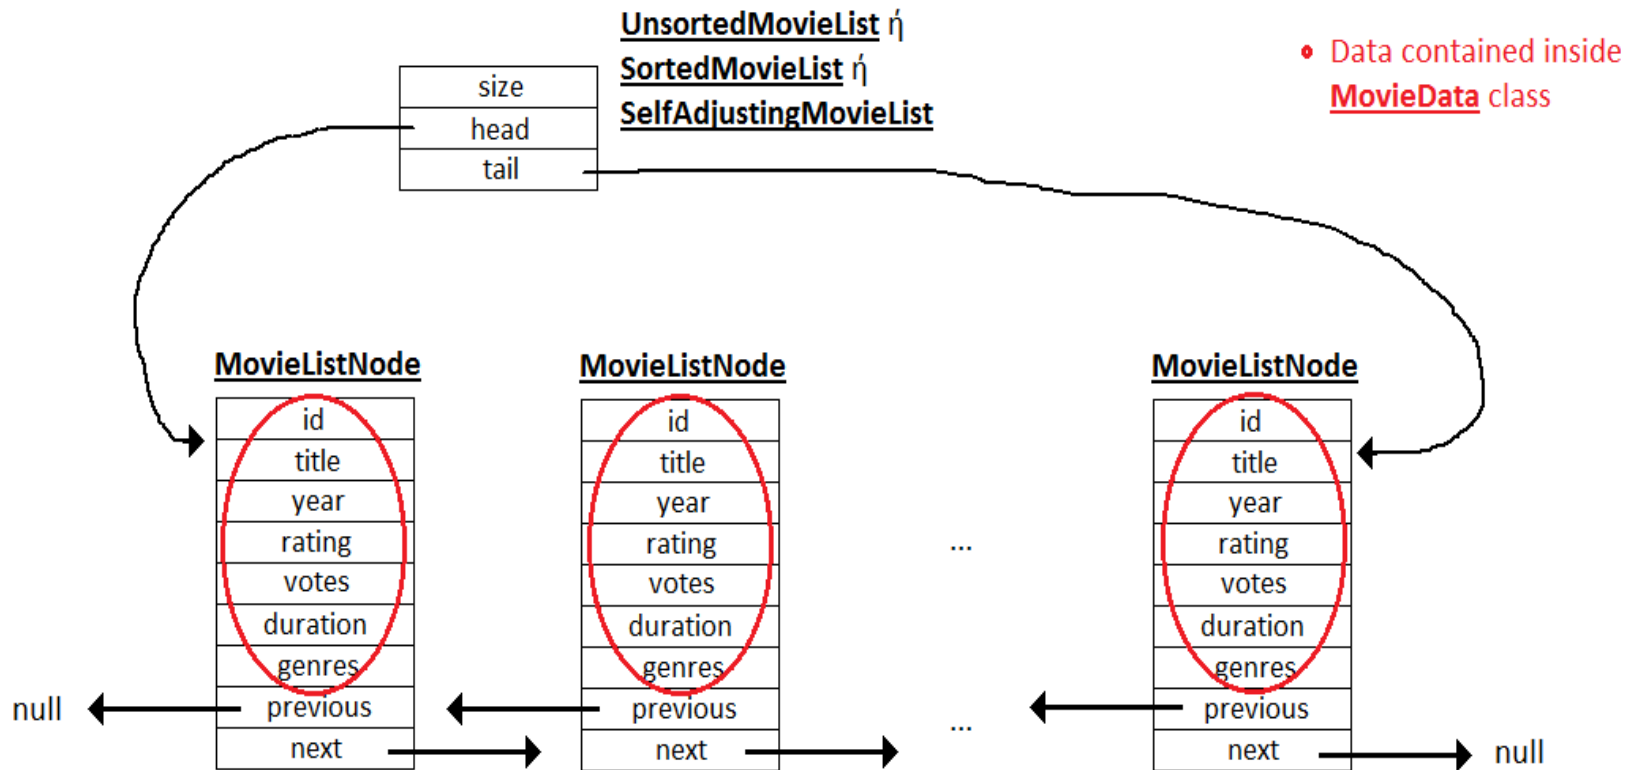 UnsortedMovieList ή
SortedMovieList ή
SelfAdjustingMovieList
• Data contained inside
MovieData class
size
head
tail
MovieListNode
id
title
year
rating
votes
duration
genres
previous
next
null
MovieListNode
id
title
year
rating
votes
duration
genres
previous
next
...
...
MovieListNode
id
title
year
rating
votes
duration
genres
previous
next
null